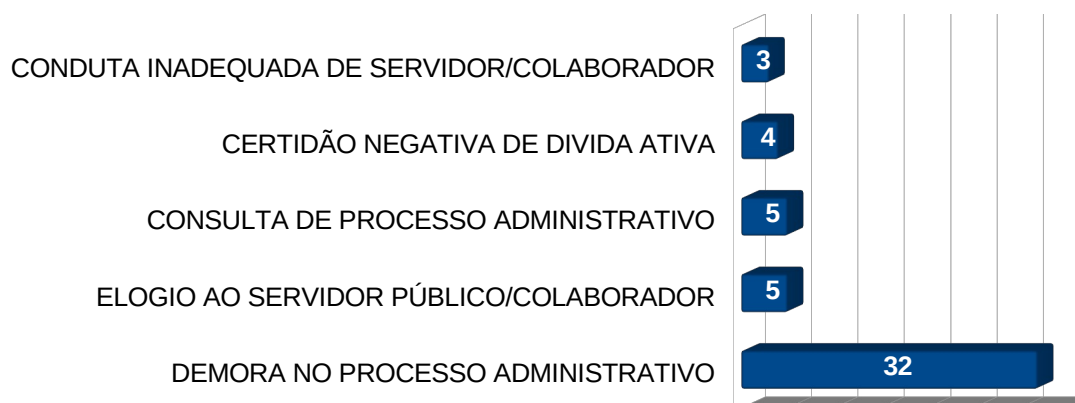 CONDUTA INADEQUADA DE SERVIDOR/COLABORADOR 3
CERTIDÃO NEGATIVA DE DIVIDA ATIVA 4
CONSULTA DE PROCESSO ADMINISTRATIVO 5
ELOGIO AO SERVIDOR PÚBLICO/COLABORADOR 5
DEMORA NO PROCESSO ADMINISTRATIVO 32